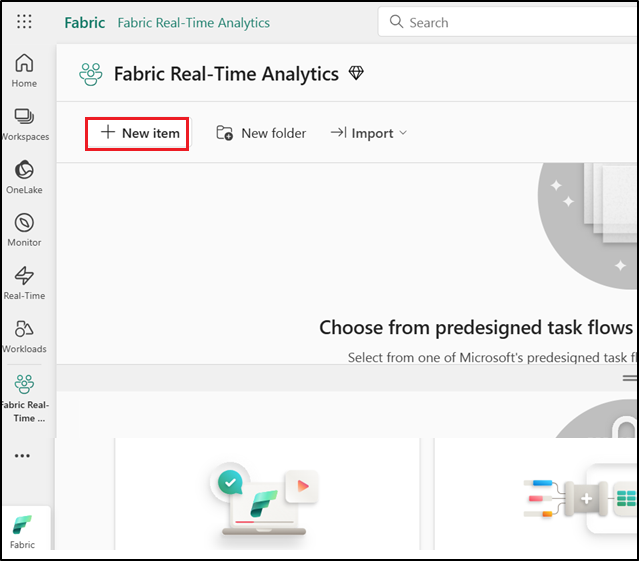 Fabric Fabric Real-Time Analytics
Search
Home
Workspaces
OneLake
Monitor
Real-Time
Workloads
Fabric Real-
Time ...
Fabric
Fabric Real-Time Analytics
New item New folder Import
Choose from predesigned task flows
Select from one of Microsoft's predesigned task